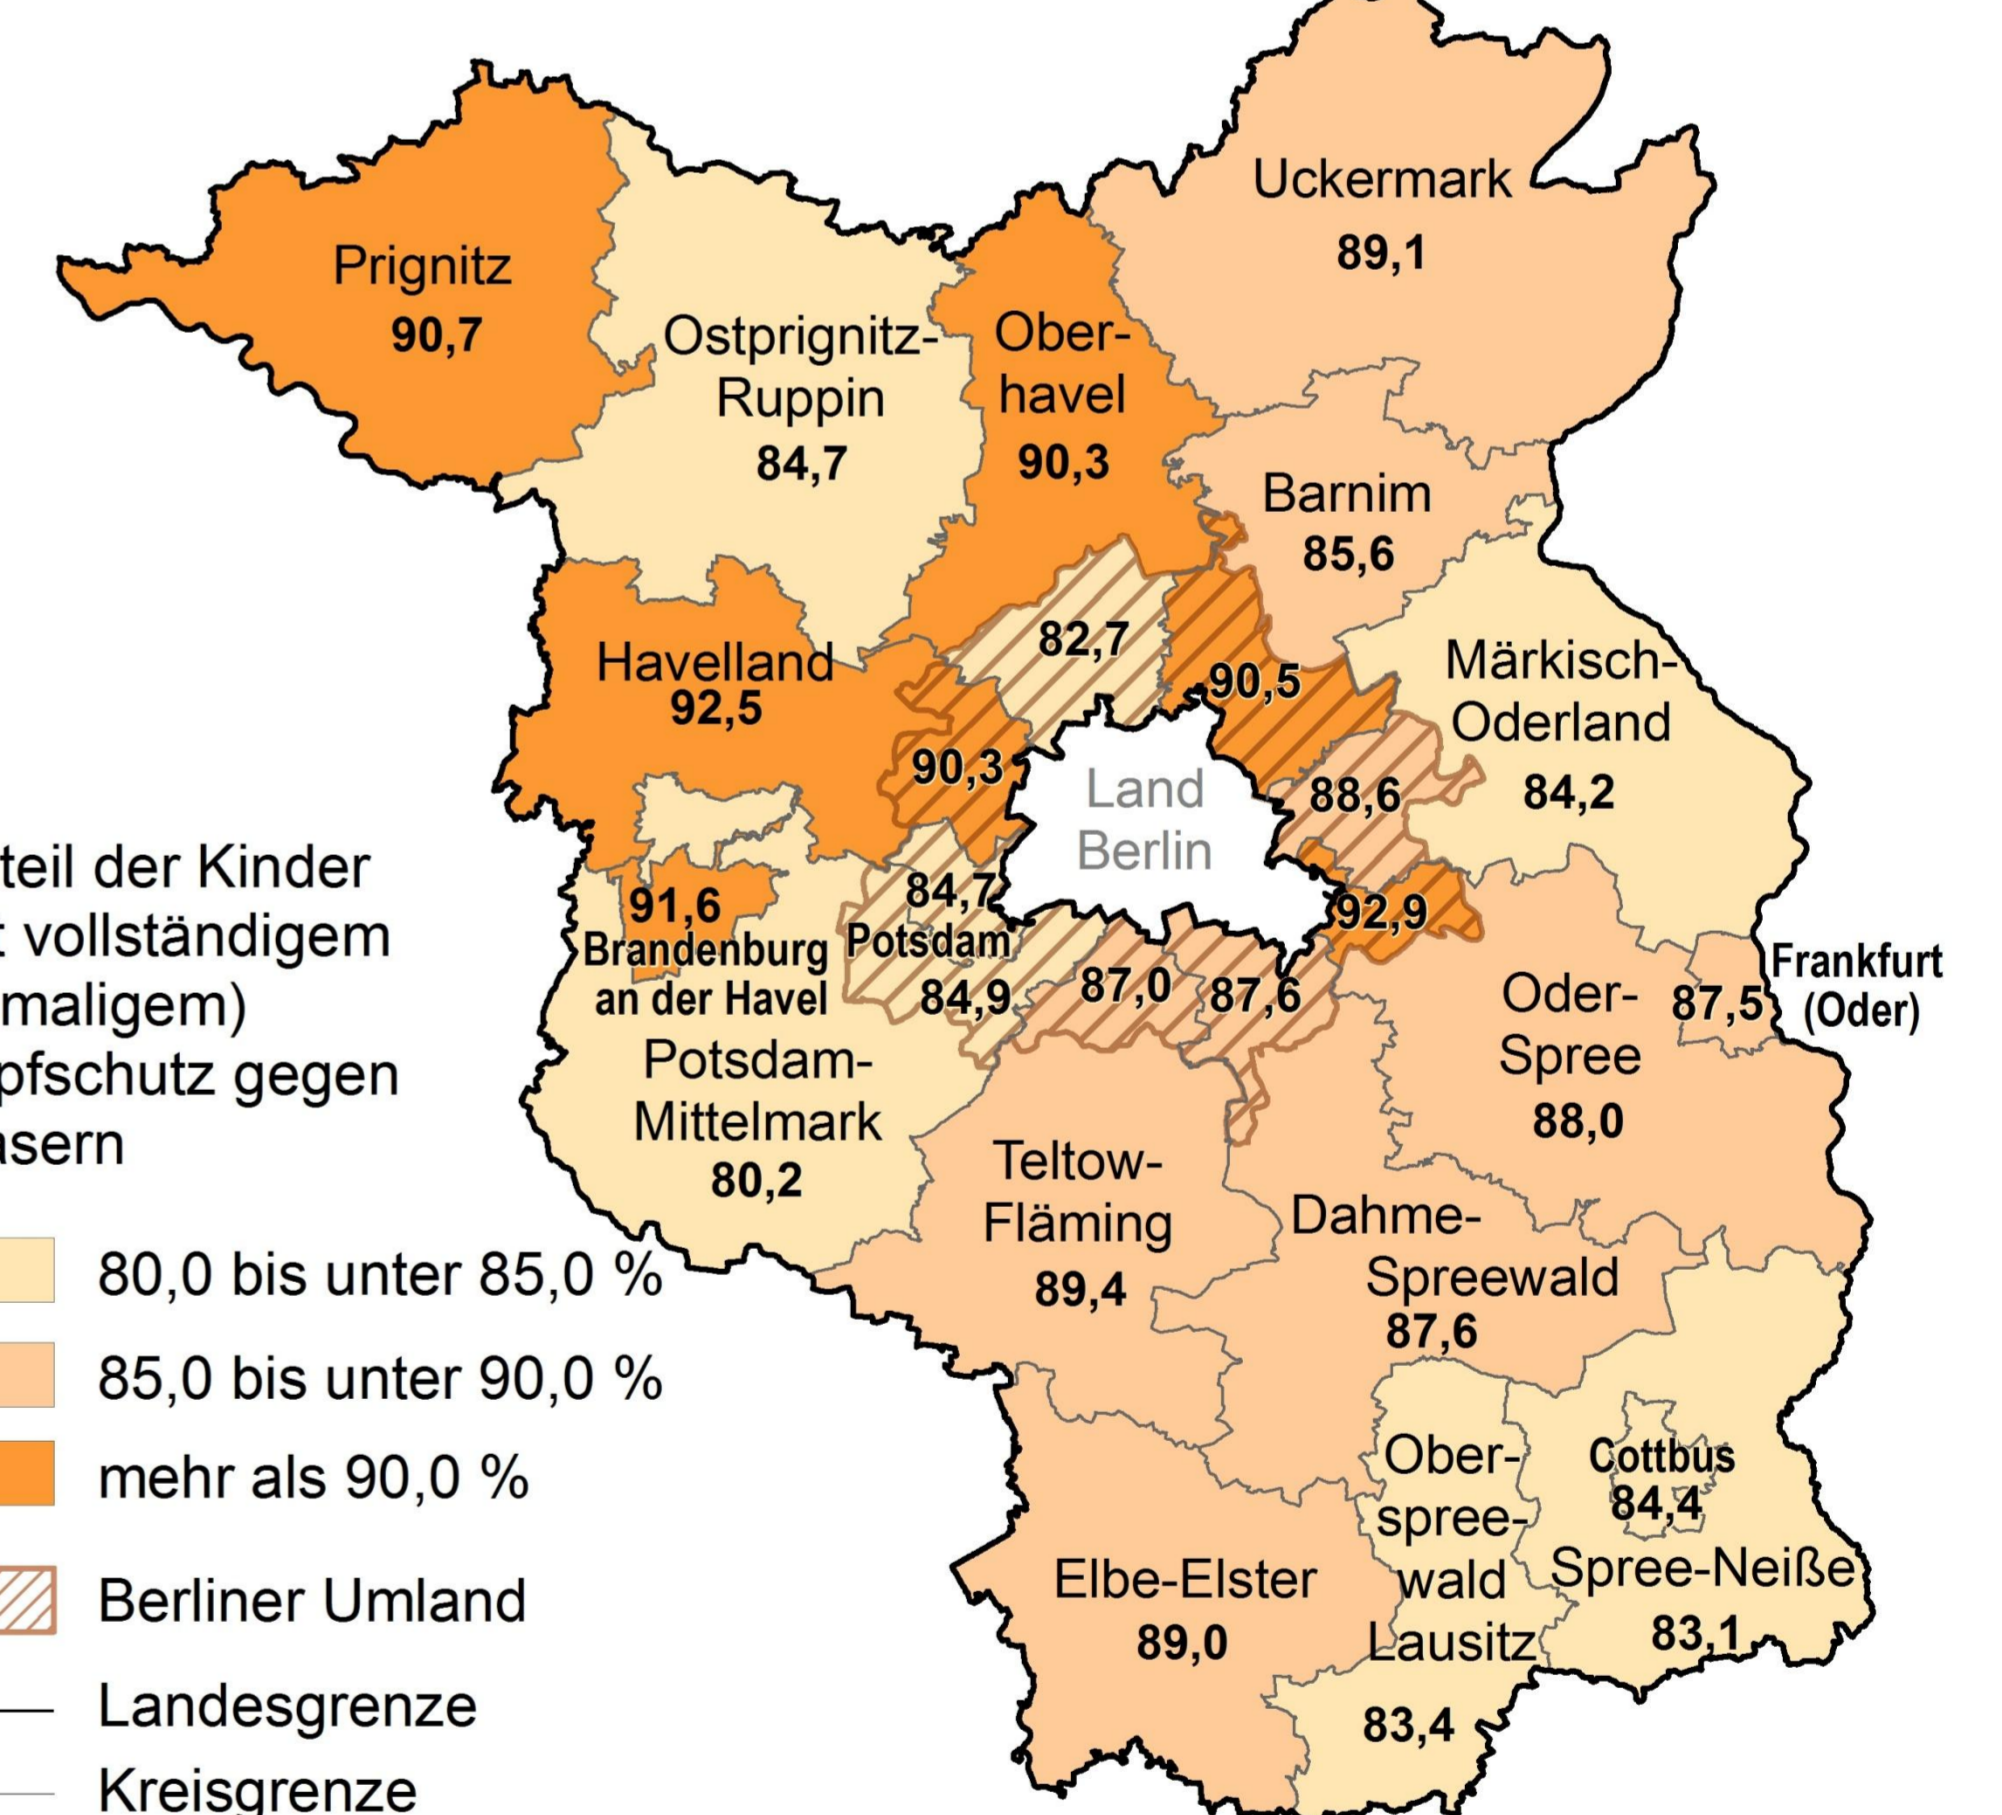 Uckermark
89,1
Prignitz
90,7
Ostprignitz-
Ruppin
84,7
Ober-
havel
90,3
Barnim
85,6
82,7
90,5
Havelland
92,5
90,3
Märkisch-
Oderland
84,2
88,6
Land
Berlin
92,9
91,6
Brandenburg
an der Havel
84,7
Potsdam
84,9
87,0
87,6
Oder-
Spree
88,0
87,5
Frankfurt
(Oder)
Potsdam-
Mittelmark
80,2
Teltow-
Fläming
89,4
Dahme-
Spreewald
87,6
Ober-
spree-
wald
Lausitz
83,4
Cottbus
84,4
Spree-Neiße
83,1
Elbe-Elster
89,0
teil der Kinder
vollständigem
maligem)
pfschutz gegen
asern
80,0 bis unter 85,0 %
85,0 bis unter 90,0 %
mehr als 90,0 %
Berliner Umland
Landesgrenze
Kreisgrenze